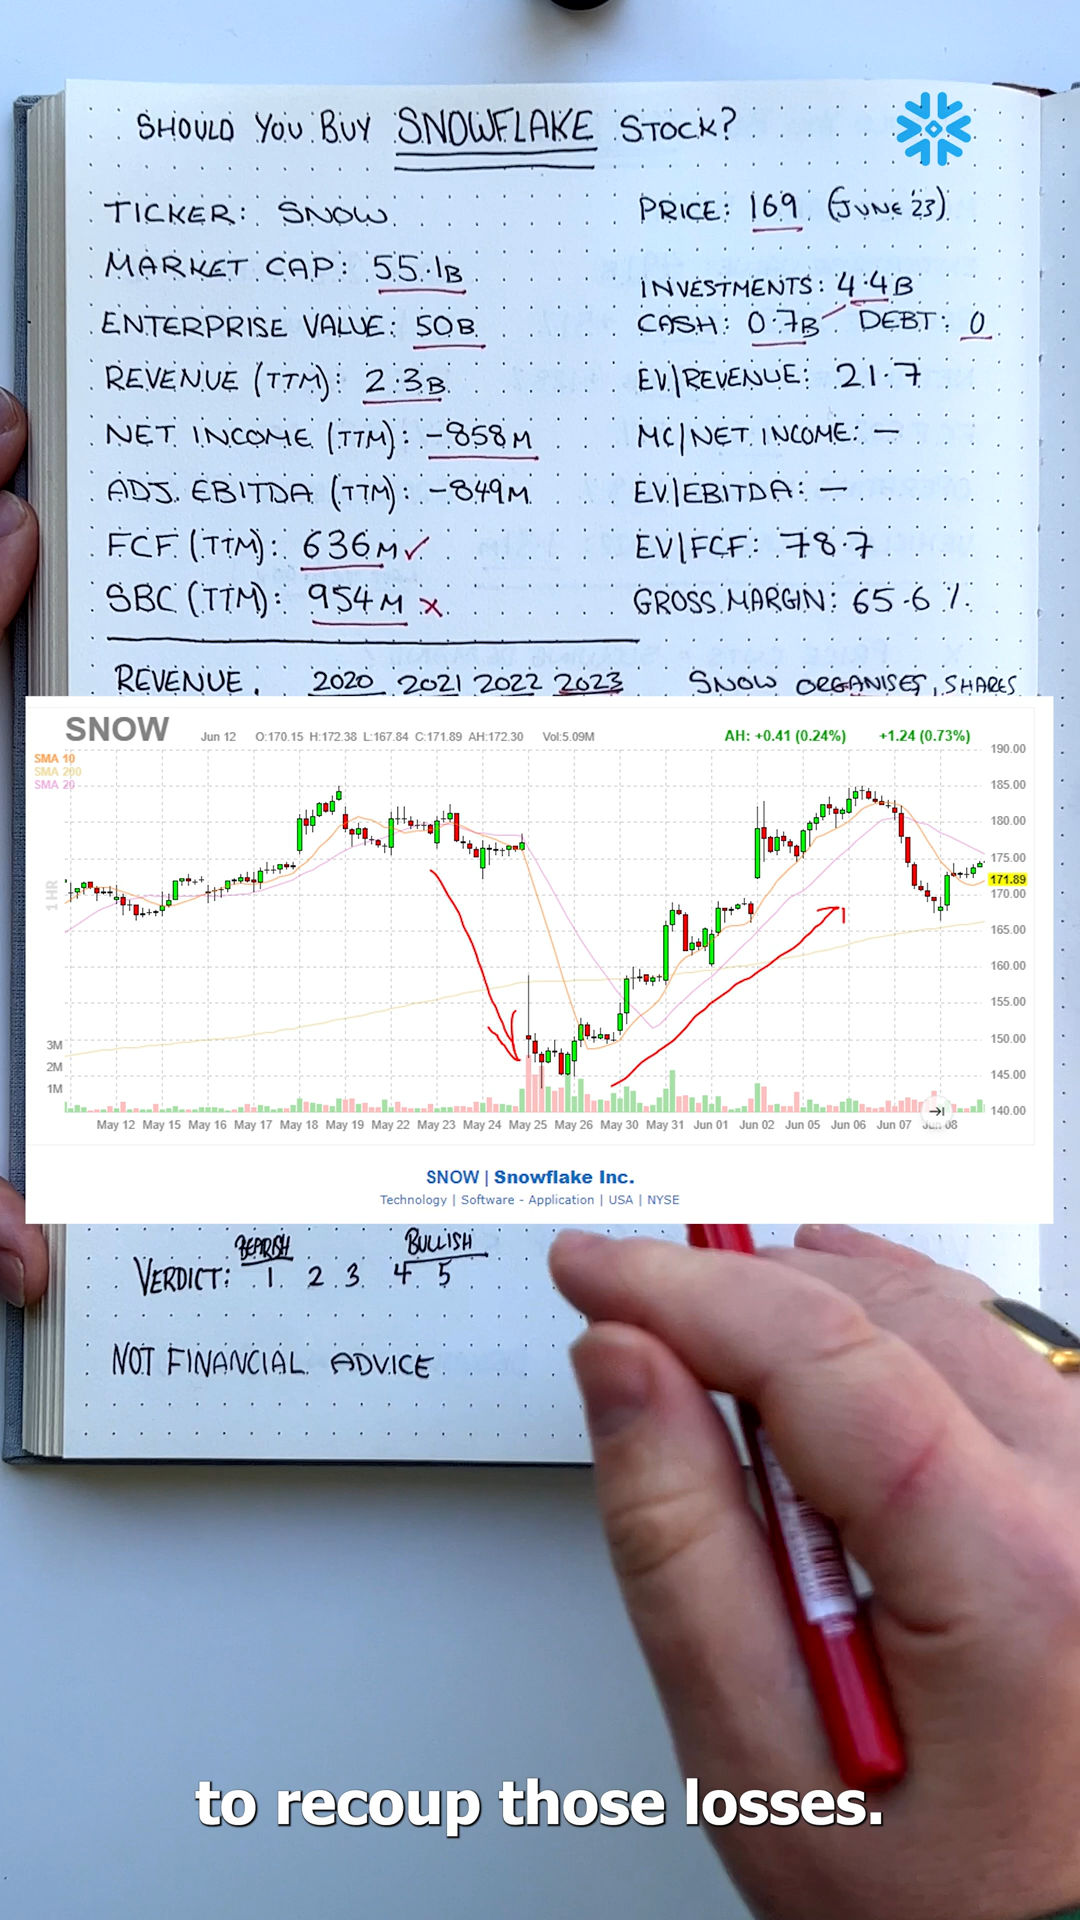 SHOULD YOU BUY SNOWFLAKE STOCK?
TICKER: SNOW
PRICE: 169 (JUNE '23)
MARKET CAP: 55.1B
INVESTMENTS: 4.4B
ENTERPRISE VALUE: 50B
CASH: 0.7B DEBT: 0
REVENUE (TTM): 2.3B
EV/REVENUE: 21.7
NET INCOME (TTM): -858M
MC/NET INCOME: —
ADJ. EBITDA (TTM): -849M
EV/EBITDA: —
FCF (TTM): 636M ✓
EV/FCF: 78.7
SBC (TTM): 954M x
GROSS MARGIN: 65.6%
REVENUE 2020 2021 2022 2023
SNOW ORGANISES, SHARES
SNOW Jun 12 O:170.15 H:172.38 L:167.84 C:171.89 AH:172.30 Vol:5.09M AH: +0.41 (0.24%) +1.24 (0.73%)
SMA 10
SMA 200
SMA 20
1 HR
190.00
185.00
180.00
175.00
171.89
170.00
165.00
160.00
155.00
150.00
145.00
140.00
3M
2M
1M
May 12 May 15 May 16 May 17 May 18 May 19 May 22 May 23 May 24 May 25 May 26 May 30 May 31 Jun 01 Jun 02 Jun 05 Jun 06 Jun 07 Jun 08
SNOW | Snowflake Inc.
Technology | Software - Application | USA | NYSE
BEARISH BULLISH
VERDICT: 1 2 3 4 5
NOT FINANCIAL ADVICE
to recoup those losses.